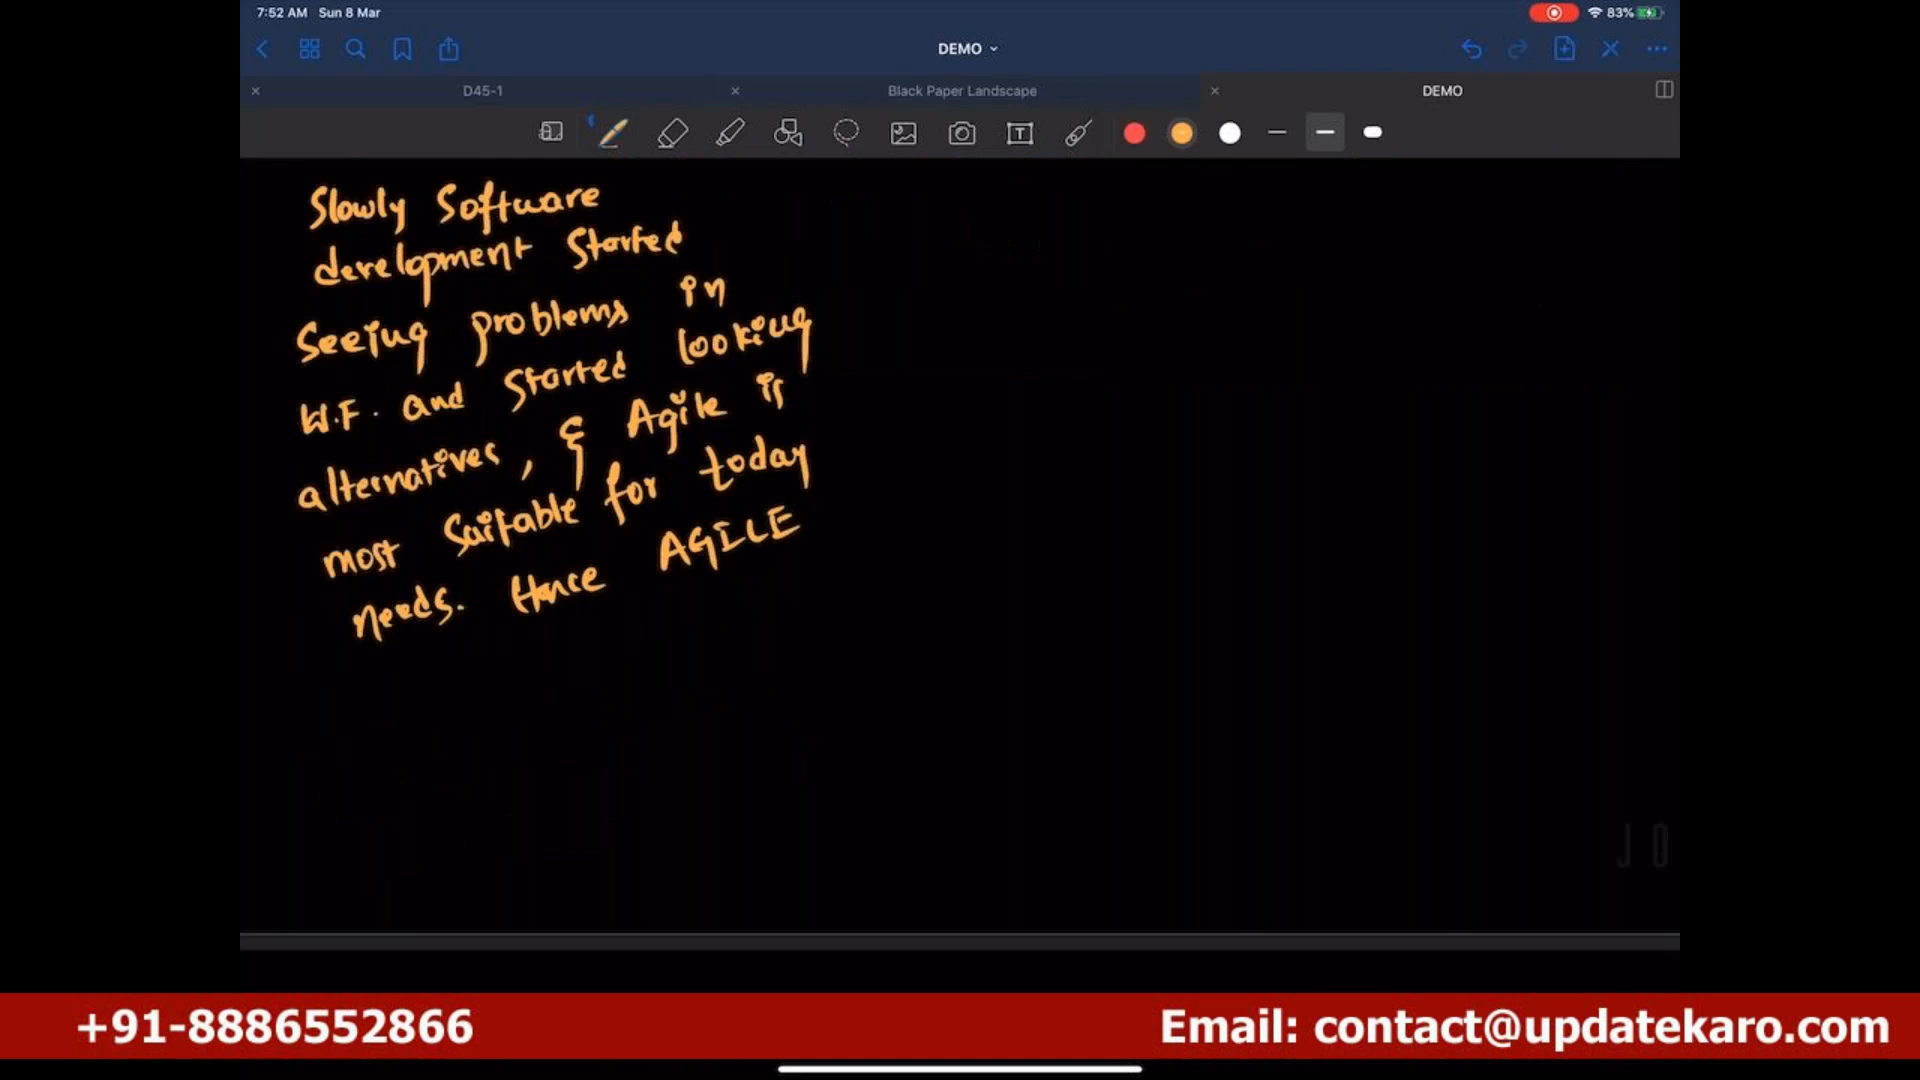 7:52 AM Sun 8 Mar
83%
DEMO
D45-1
Black Paper Landscape
DEMO
T
Slowly Software
development Started
Seeing problems in
W.F. and Started looking
alternatives, & Agile is
most Suitable for today
needs. Hence AGILE
J O
+91-8886552866
Email: contact@updatekaro.com